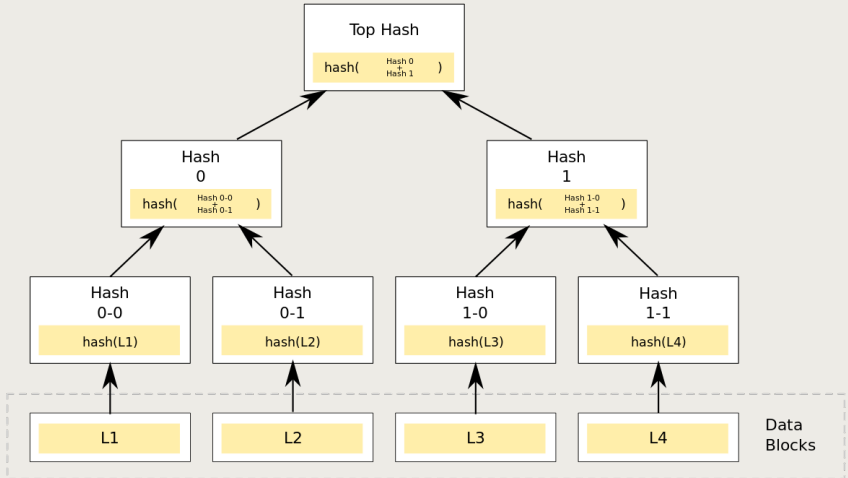 Top Hash
hash( Hash 0 + Hash 1 )
Hash
0
hash( Hash 0-0 + Hash 0-1 )
Hash
1
hash( Hash 1-0 + Hash 1-1 )
Hash
0-0
hash(L1)
Hash
0-1
hash(L2)
Hash
1-0
hash(L3)
Hash
1-1
hash(L4)
L1
L2
L3
L4
Data
Blocks